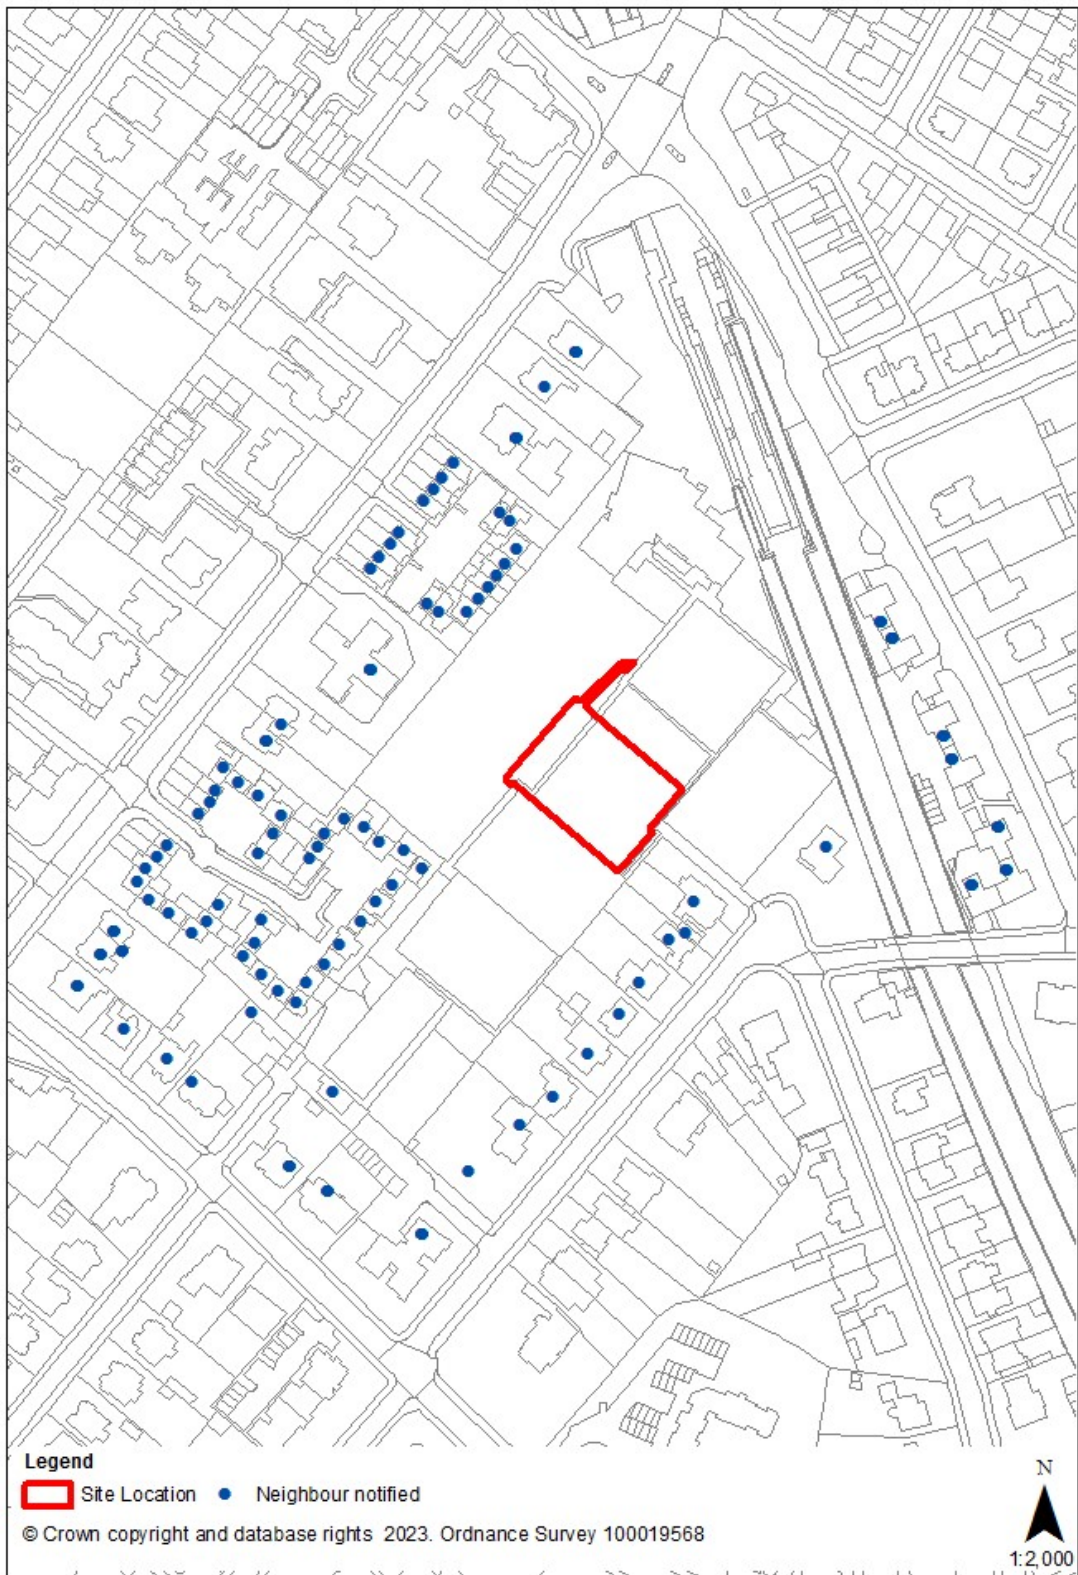 Legend
Site Location
Neighbour notified
© Crown copyright and database rights 2023. Ordnance Survey 100019568
N
1:2,000